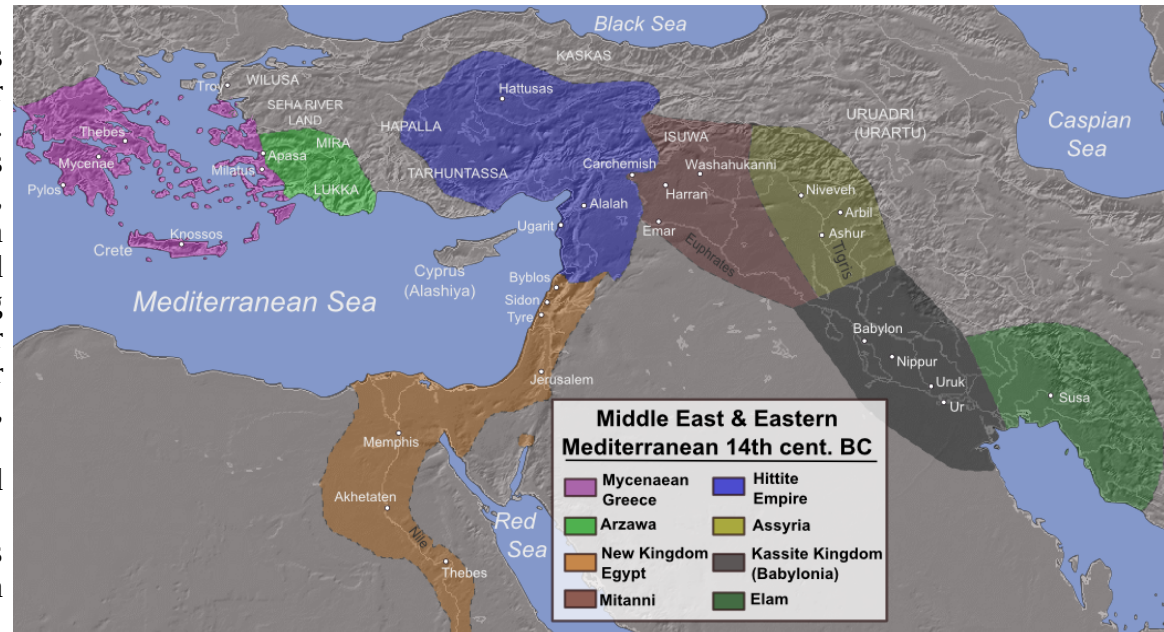 Black Sea
KASKAS
Troy
WILUSA
Hattusas
SEHA RIVER
LAND
URUADRI
(URARTU)
Caspian
Sea
Thebes
HAPALLA
ISUWA
MIRA
Apasa
Mycenae
Carchemish
Washahukanni
Milatus
TARHUNTASSA
Pylos
LUKKA
Harran
Niveveh
Alalah
Arbil
Ugarit
Emar
Ashur
Knossos
Crete
Euphrates
Tigris
Cyprus
(Alashiya)
Byblos
Mediterranean Sea
Sidon
Tyre
Babylon
Nippur
Jerusalem
Uruk
Ur
Susa
Memphis
Akhetaten
Nile
Red
Sea
Thebes
Middle East & Eastern
Mediterranean 14th cent. BC
Mycenaean
Greece
Hittite
Empire
Arzawa
Assyria
New Kingdom
Egypt
Kassite Kingdom
(Babylonia)
Mitanni
Elam